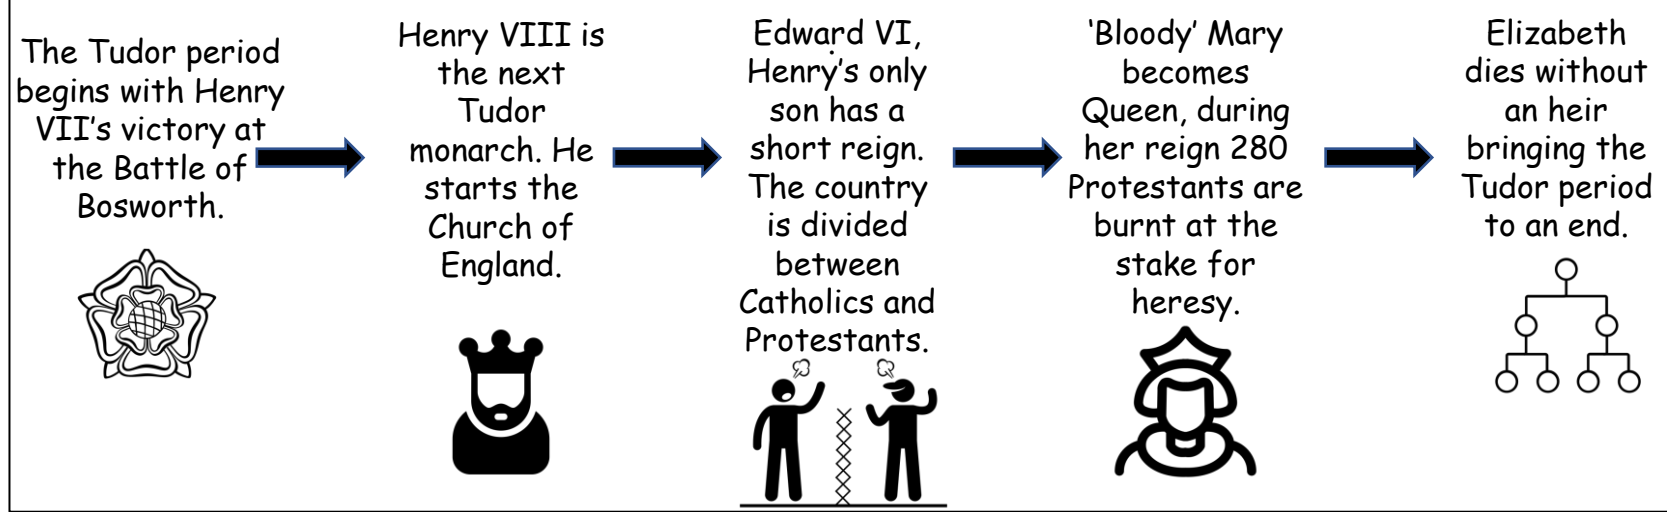 The Tudor period
begins with Henry
VII's victory at
the Battle of
Bosworth.
Henry VIII is
the next
Tudor
monarch. He
starts the
Church of
England.
Edward VI,
Henry's only
son has a
short reign.
The country
is divided
between
Catholics and
Protestants.
‘Bloody’ Mary
becomes
Queen, during
her reign 280
Protestants are
burnt at the
stake for
heresy.
Elizabeth
dies without
an heir
bringing the
Tudor period
to an end.